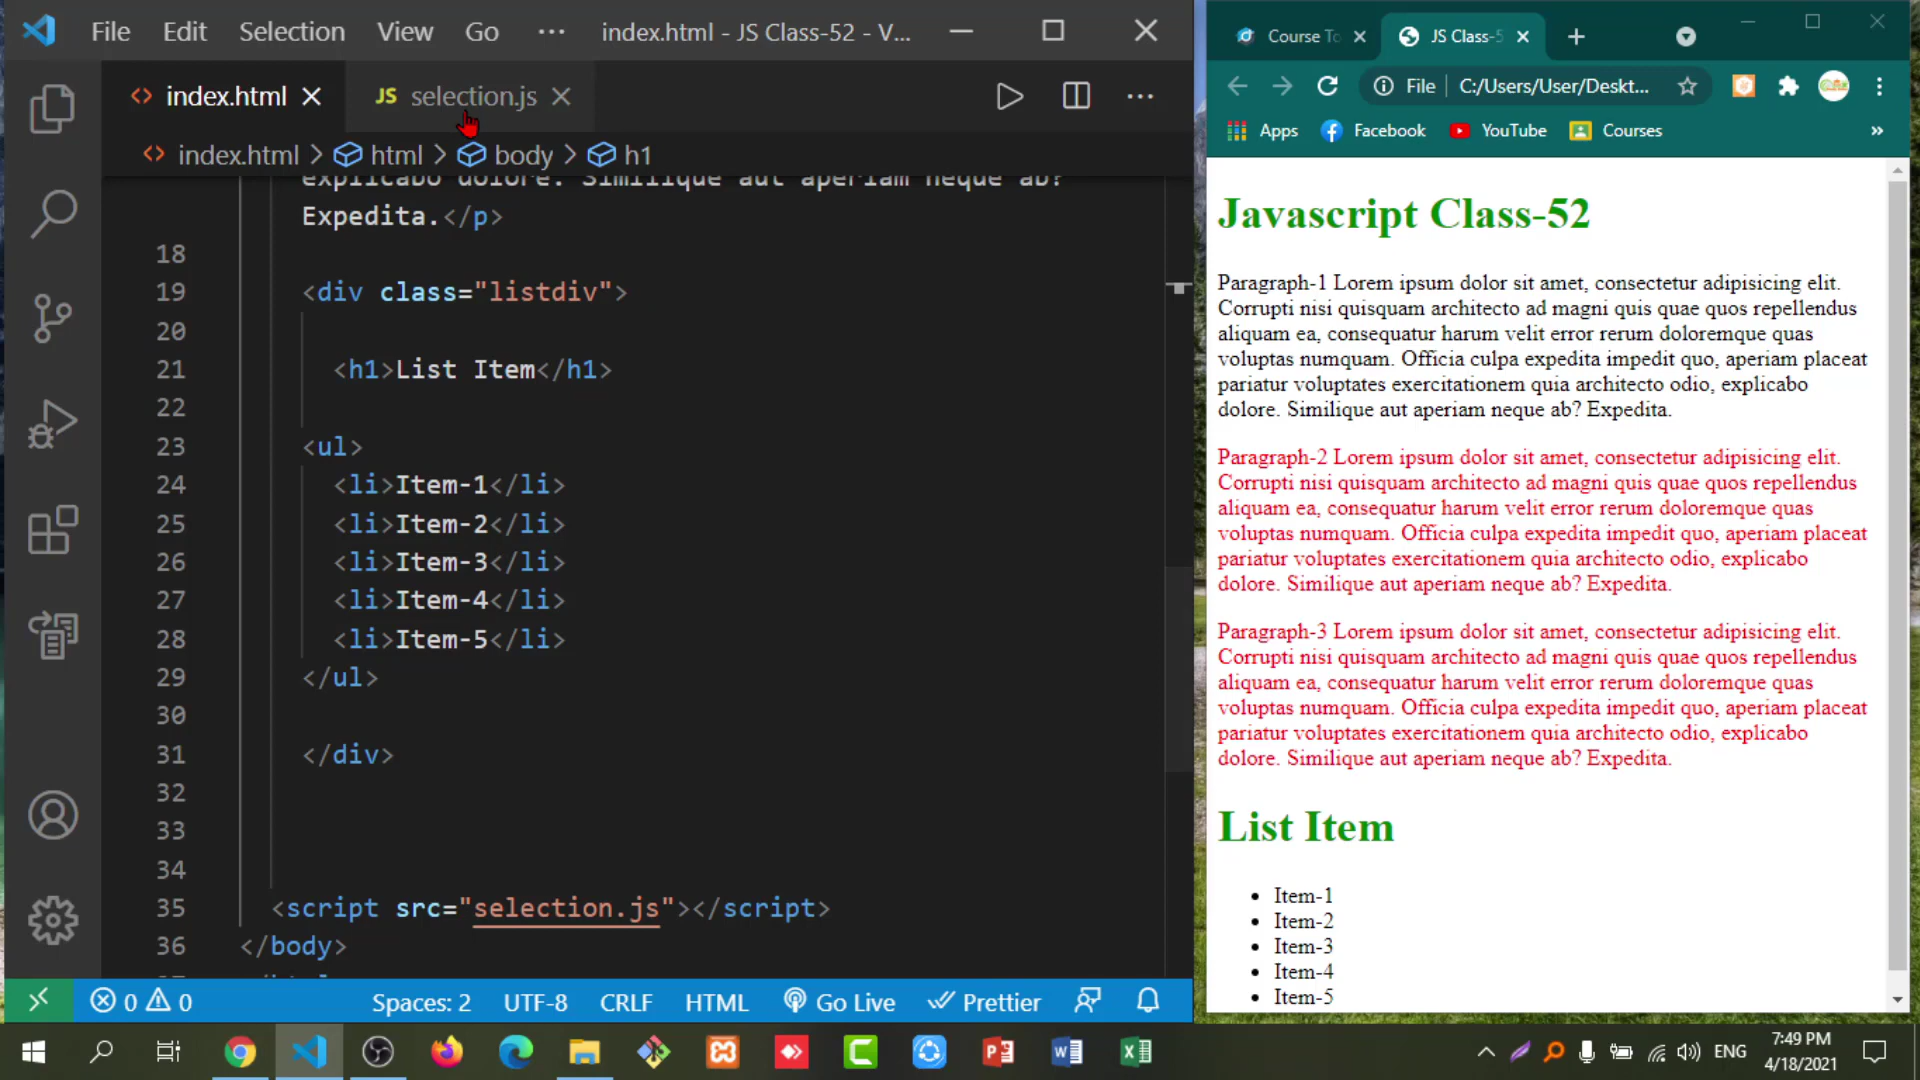 File Edit Selection View Go ··· index.html - JS Class-52 - V...
index.html
JS selection.js
index.html > html > body > h1
explicabo dolore. Similique aut aperiam neque ab?
Expedita.</p>
18
19 <div class="listdiv">
20
21 <h1>List Item</h1>
22
23 <ul>
24 <li>Item-1</li>
25 <li>Item-2</li>
26 <li>Item-3</li>
27 <li>Item-4</li>
28 <li>Item-5</li>
29 </ul>
30
31 </div>
32
33
34
35 <script src="selection.js"></script>
36 </body>
0 0 Spaces: 2 UTF-8 CRLF HTML Go Live Prettier
Course To
JS Class-5
File C:/Users/User/Deskt...
Apps Facebook YouTube Courses »
Javascript Class-52
Paragraph-1 Lorem ipsum dolor sit amet, consectetur adipisicing elit.
Corrupti nisi quisquam architecto ad magni quis quae quos repellendus
aliquam ea, consequatur harum velit error rerum doloremque quas
voluptas numquam. Officia culpa expedita impedit quo, aperiam placeat
pariatur voluptates exercitationem quia architecto odio, explicabo
dolore. Similique aut aperiam neque ab? Expedita.
Paragraph-2 Lorem ipsum dolor sit amet, consectetur adipisicing elit.
Corrupti nisi quisquam architecto ad magni quis quae quos repellendus
aliquam ea, consequatur harum velit error rerum doloremque quas
voluptas numquam. Officia culpa expedita impedit quo, aperiam placeat
pariatur voluptates exercitationem quia architecto odio, explicabo
dolore. Similique aut aperiam neque ab? Expedita.
Paragraph-3 Lorem ipsum dolor sit amet, consectetur adipisicing elit.
Corrupti nisi quisquam architecto ad magni quis quae quos repellendus
aliquam ea, consequatur harum velit error rerum doloremque quas
voluptas numquam. Officia culpa expedita impedit quo, aperiam placeat
pariatur voluptates exercitationem quia architecto odio, explicabo
dolore. Similique aut aperiam neque ab? Expedita.
List Item
• Item-1
• Item-2
• Item-3
• Item-4
• Item-5
ENG
7:49 PM
4/18/2021